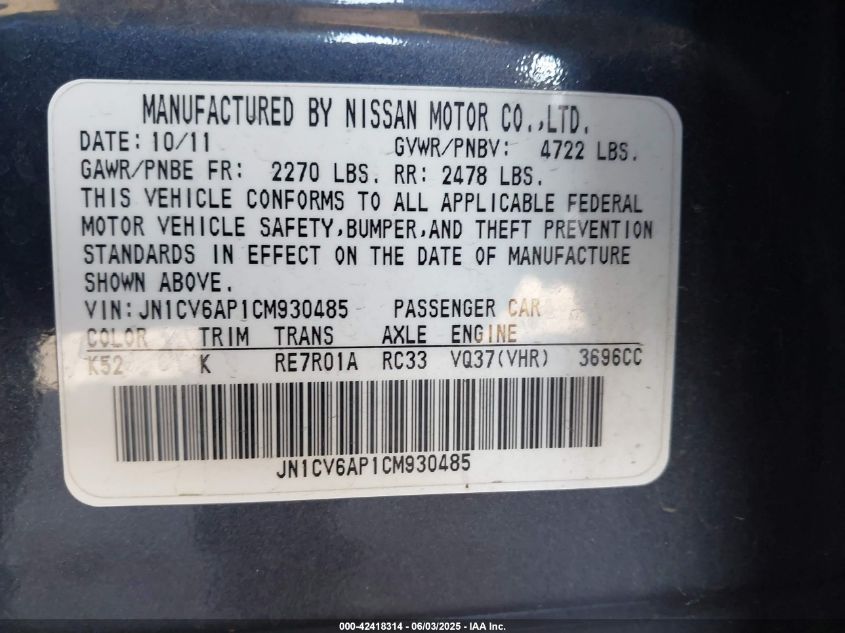 MANUFACTURED BY NISSAN MOTOR CO.,LTD.
DATE: 10/11 GVWR/PNBV: 4722 LBS.
GAWR/PNBE FR: 2270 LBS. RR: 2478 LBS.
THIS VEHICLE CONFORMS TO ALL APPLICABLE FEDERAL
MOTOR VEHICLE SAFETY,BUMPER,AND THEFT PREVENTION
STANDARDS IN EFFECT ON THE DATE OF MANUFACTURE
SHOWN ABOVE.
VIN: JN1CV6AP1CM930485 PASSENGER CAR
COLOR TRIM TRANS AXLE ENGINE
K52 K RE7R01A RC33 VQ37(VHR) 3696CC
JN1CV6AP1CM930485
000-42418314 - 06/03/2025 - IAA Inc.